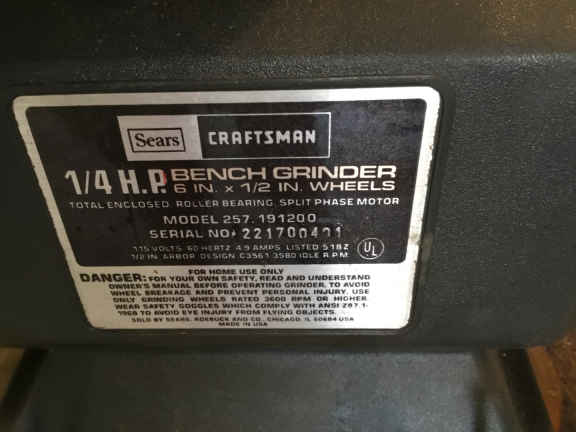 Sears CRAFTSMAN
1/4 H.P. BENCH GRINDER
6 IN. x 1/2 IN. WHEELS
TOTAL ENCLOSED, ROLLER BEARING, SPLIT PHASE MOTOR
MODEL 257.191200
SERIAL NO. 221700401
115 VOLTS 60 HERTZ 4.9 AMPS LISTED 518Z
1/2 IN. ARBOR DESIGN C3561 3580 IDLE R.P.M.
UL
FOR HOME USE ONLY
DANGER: FOR YOUR OWN SAFETY, READ AND UNDERSTAND
OWNER'S MANUAL BEFORE OPERATING GRINDER. TO AVOID
WHEEL BREAKAGE AND PREVENT PERSONAL INJURY, USE
ONLY GRINDING WHEELS RATED 3600 RPM OR HIGHER.
WEAR SAFETY GOGGLES WHICH COMPLY WITH ANSI Z87.1-
1968 TO AVOID EYE INJURY FROM FLYING OBJECTS.
SOLD BY SEARS, ROEBUCK AND CO., CHICAGO, IL 60684 USA
MADE IN USA